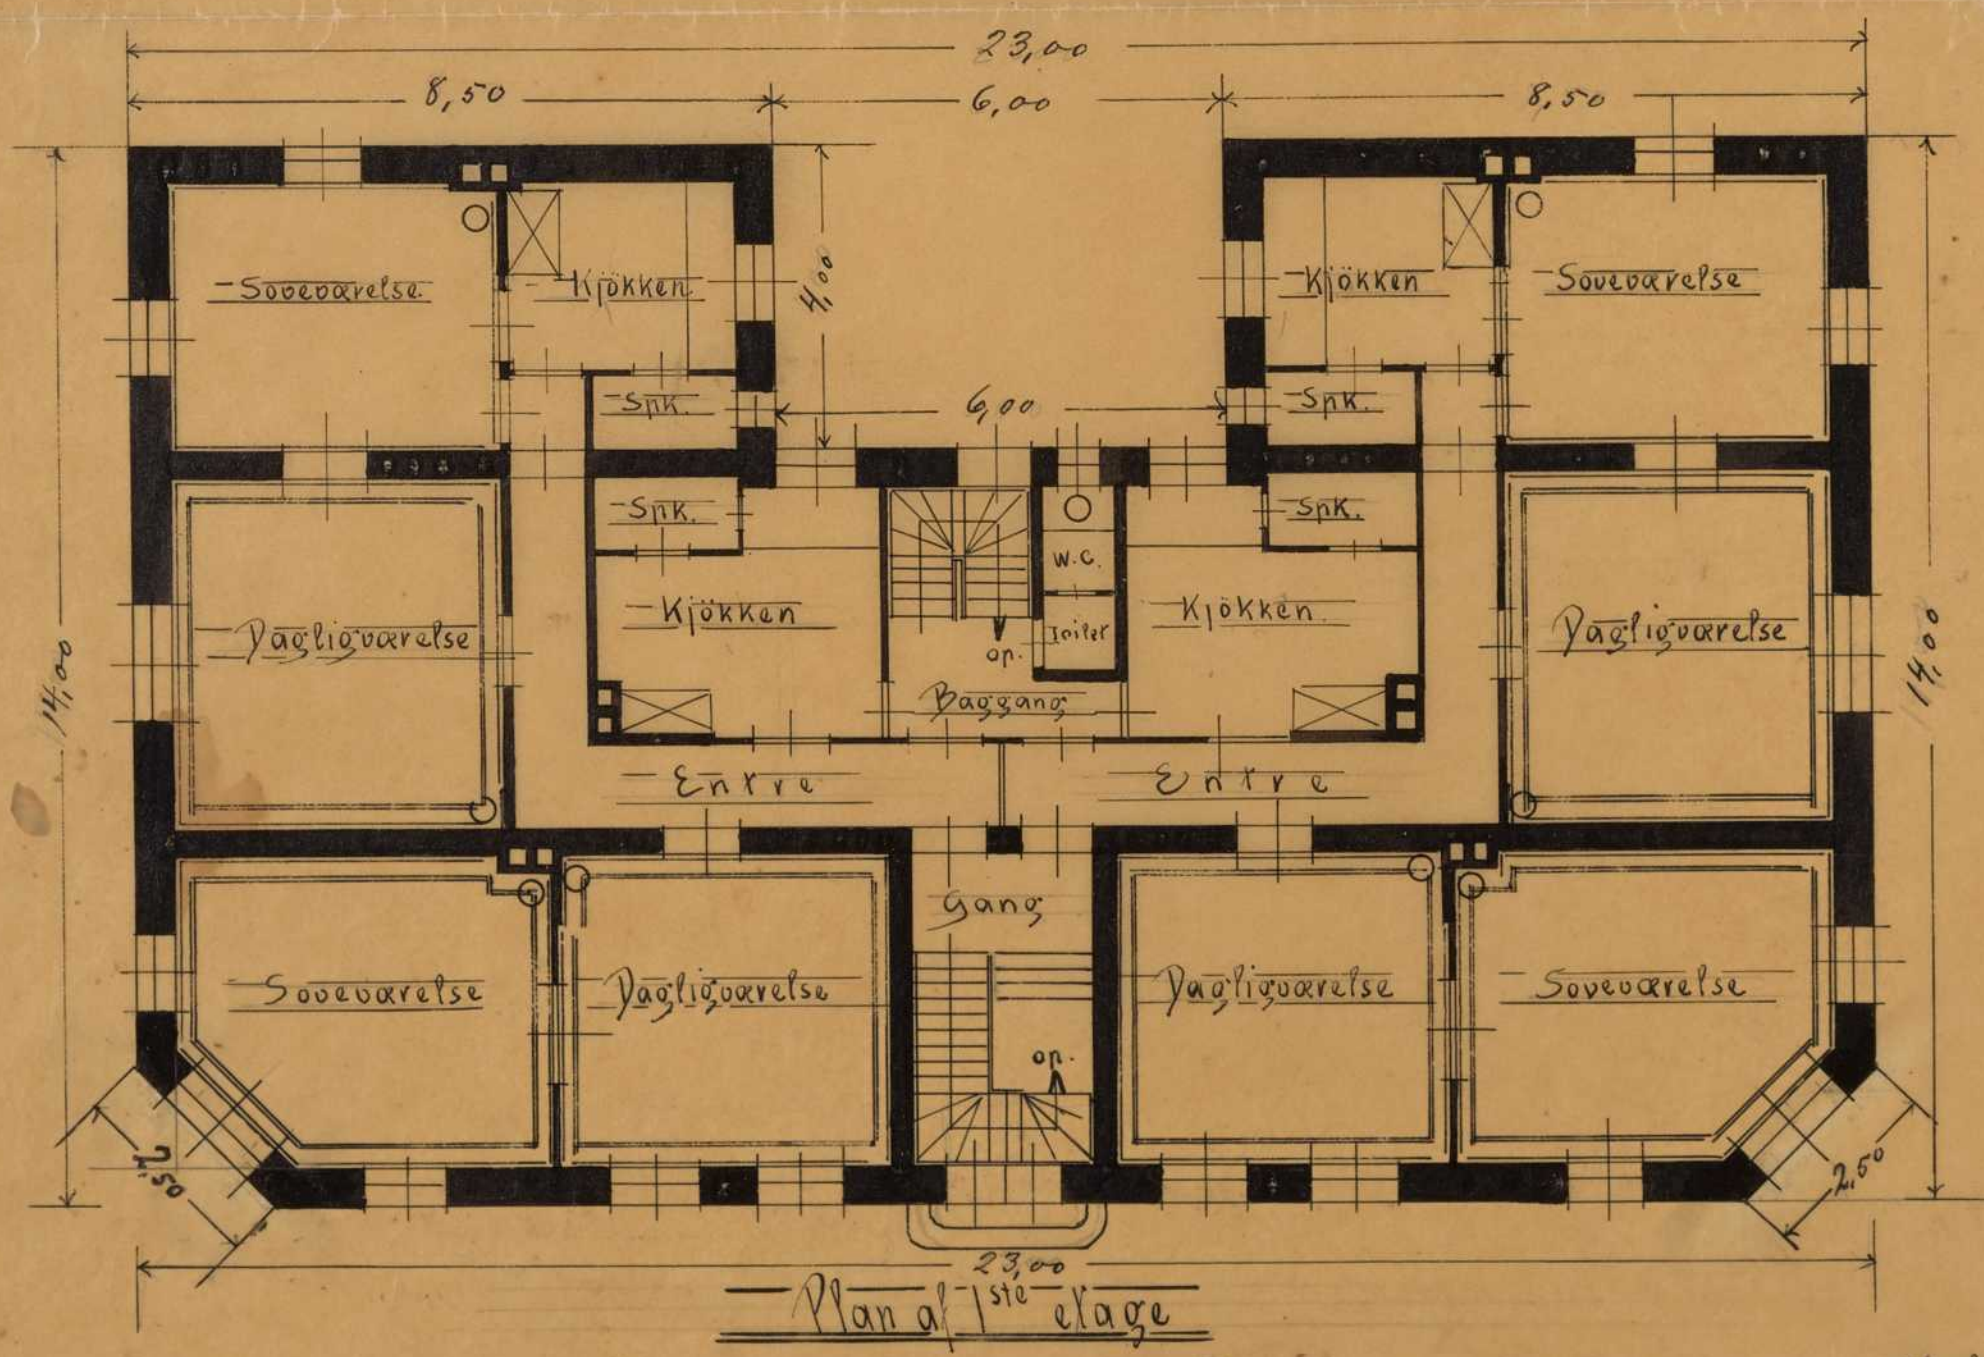 23,00
8,50 6,00 8,50
Soveværelse. Kjökken. 4,00 Kjökken Soveværelse
Spk. 6,00 Spk.
Spk. Spk.
W.C.
14,00 Dagligværelse Kjökken op. Toilet Kjökken. Dagligværelse 14,00
Baggang
Entre Entre
Gang
Soveværelse Dagligværelse Dagligværelse Soveværelse
op.
2,50 2,50
23,00
Plan af 1ste etage